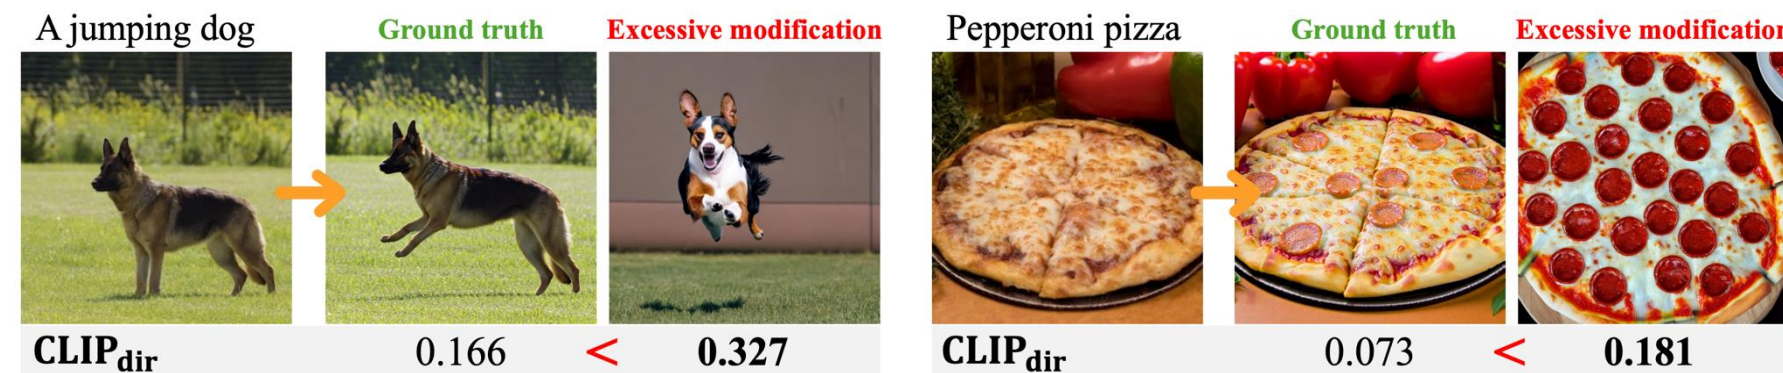 A jumping dog
Ground truth
Excessive modification
CLIPdir
0.166 < 0.327
Pepperoni pizza
Ground truth
Excessive modification
CLIPdir
0.073 < 0.181